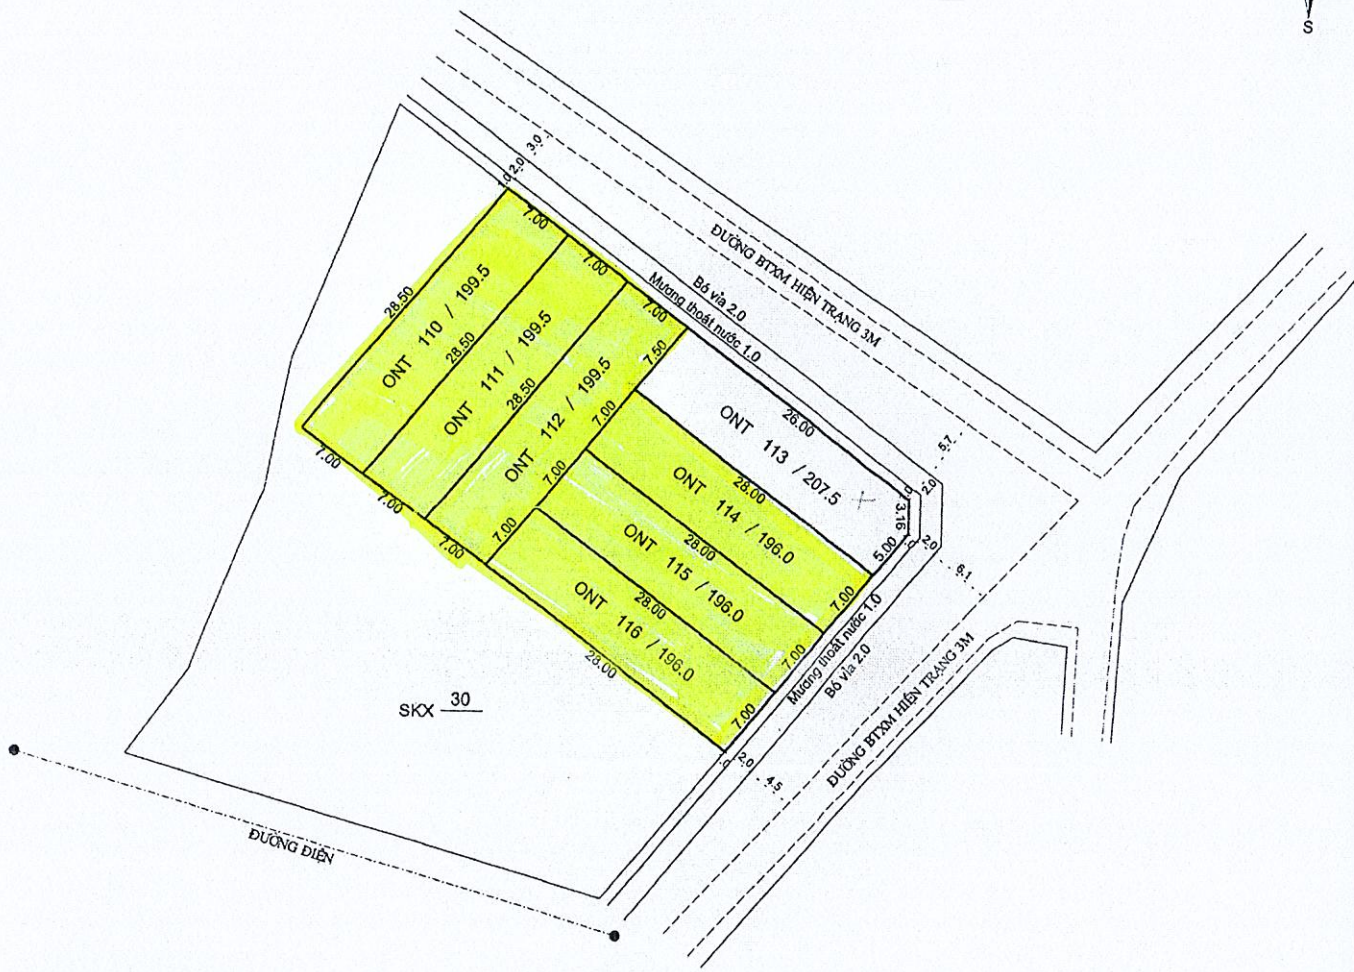 S
3.0
2.0
1.0
7.00
ĐƯỜNG BTXM HIỆN TRẠNG 3M
7.00
Bó vỉa 2.0
Mương thoát nước 1.0
28.50
ONT 110 / 199.5
7.00
28.50
ONT 111 / 199.5
7.50
28.50
ONT 112 / 199.5
7.00
26.00
ONT 113 / 207.5
5.7
2.0
1.0
3.16
1.0
2.0
6.1
5.00
7.00
7.00
7.00
7.00
28.00
ONT 114 / 196.0
7.00
7.00
28.00
ONT 115 / 196.0
7.00
28.00
ONT 116 / 196.0
7.00
28.00
Mương thoát nước 1.0
Bó vỉa 2.0
ĐƯỜNG BTXM HIỆN TRẠNG 3M
SKX 30
2.0
4.5
ĐƯỜNG ĐIỆN